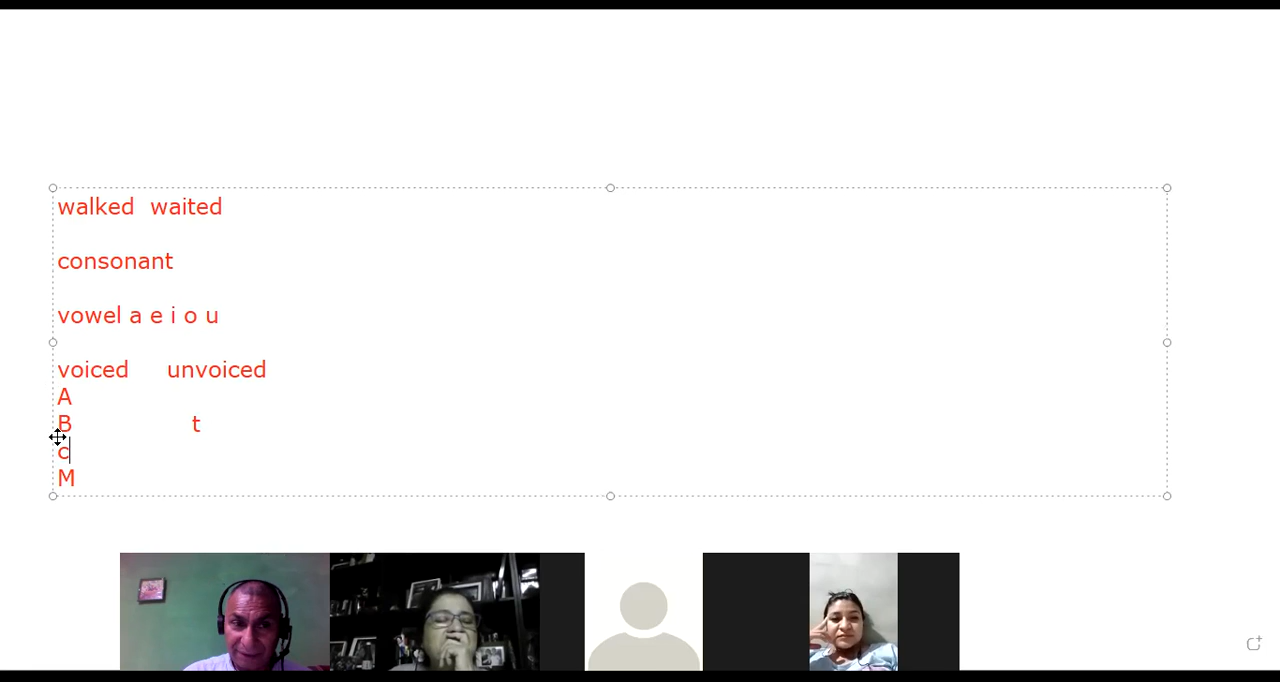 walked waited
consonant
vowel a e i o u
voiced unvoiced
A
B t
c
M